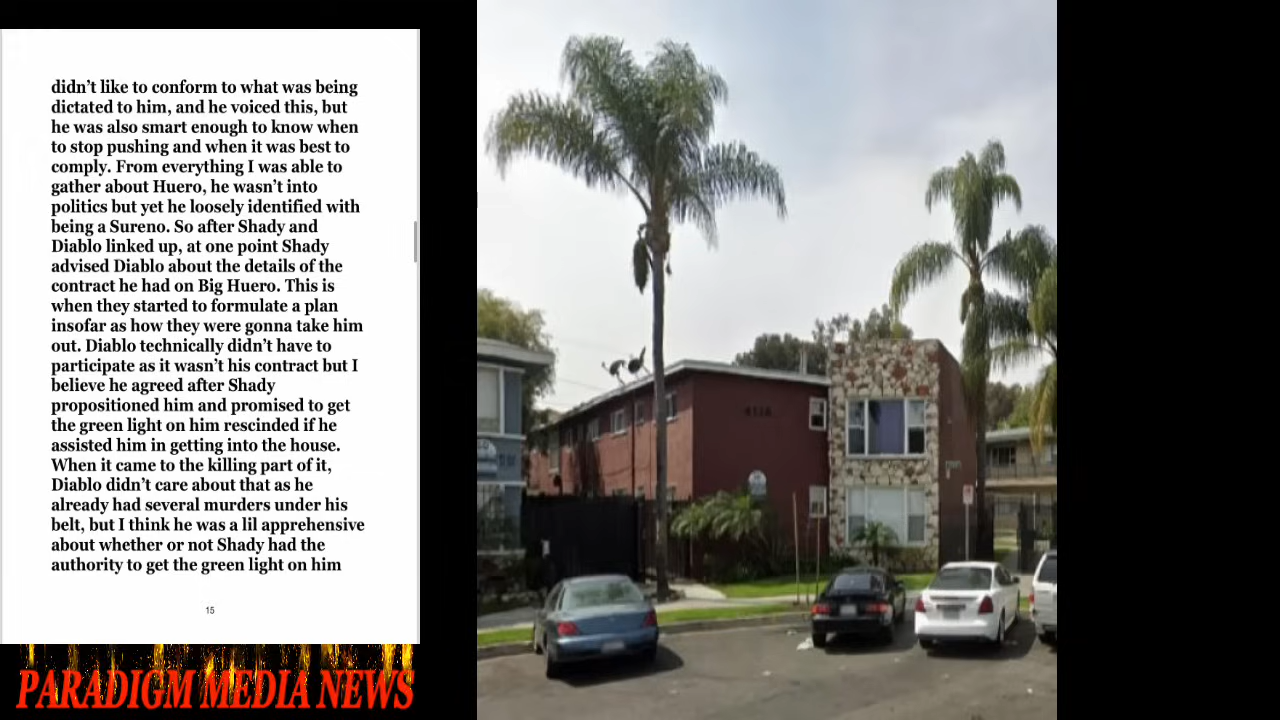 didn't like to conform to what was being
dictated to him, and he voiced this, but
he was also smart enough to know when
to stop pushing and when it was best to
comply. From everything I was able to
gather about Huero, he wasn't into
politics but yet he loosely identified with
being a Sureno. So after Shady and
Diablo linked up, at one point Shady
advised Diablo about the details of the
contract he had on Big Huero. This is
when they started to formulate a plan
insofar as how they were gonna take him
out. Diablo technically didn't have to
participate as it wasn't his contract but I
believe he agreed after Shady
propositioned him and promised to get
the green light on him rescinded if he
assisted him in getting into the house.
When it came to the killing part of it,
Diablo didn't care about that as he
already had several murders under his
belt, but I think he was a lil apprehensive
about whether or not Shady had the
authority to get the green light on him
15
PARADIGM MEDIA NEWS